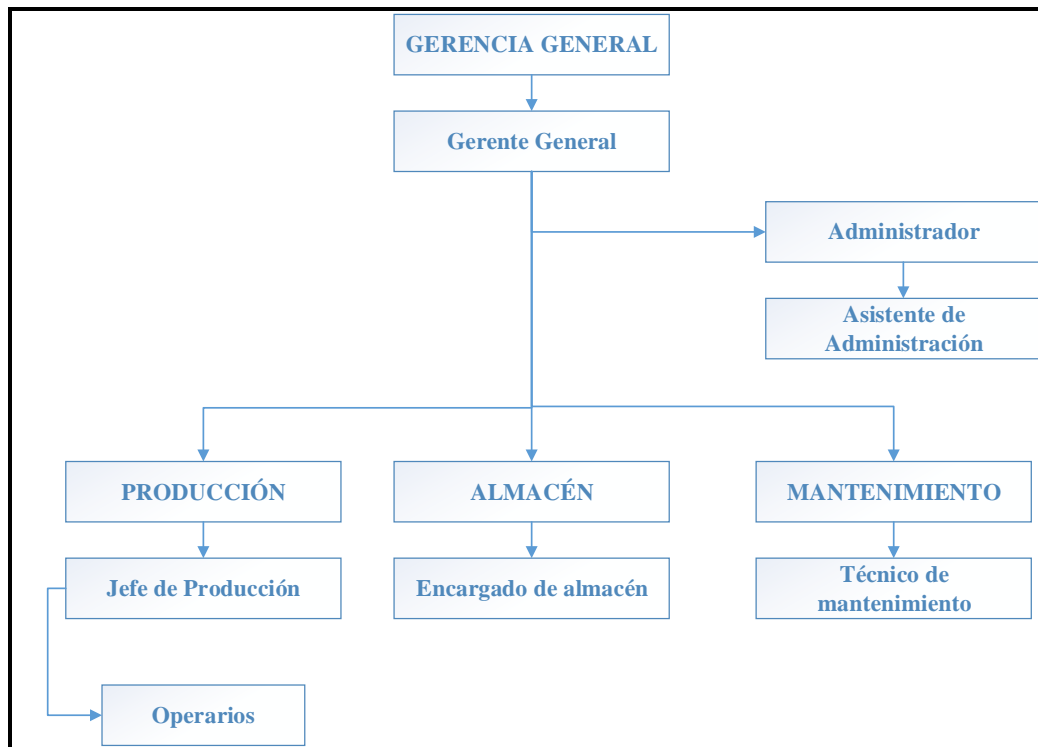 GERENCIA GENERAL
Gerente General
Administrador
Asistente de
Administración
PRODUCCIÓN
ALMACÉN
MANTENIMIENTO
Jefe de Producción
Encargado de almacén
Técnico de
mantenimiento
Operarios